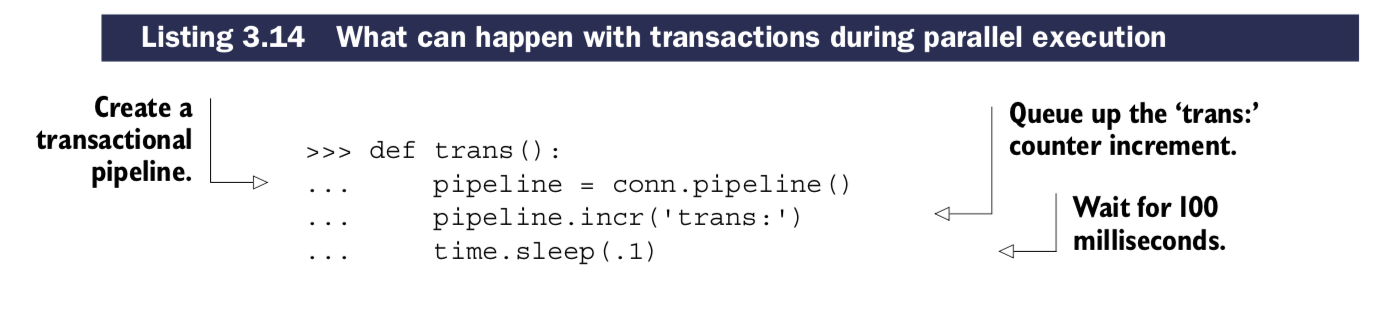 Listing 3.14 What can happen with transactions during parallel execution
Create a
transactional
pipeline.
Queue up the ‘trans:’
counter increment.
Wait for 100
milliseconds.
>>> def trans():
...     pipeline = conn.pipeline()
...     pipeline.incr('trans:')
...     time.sleep(.1)